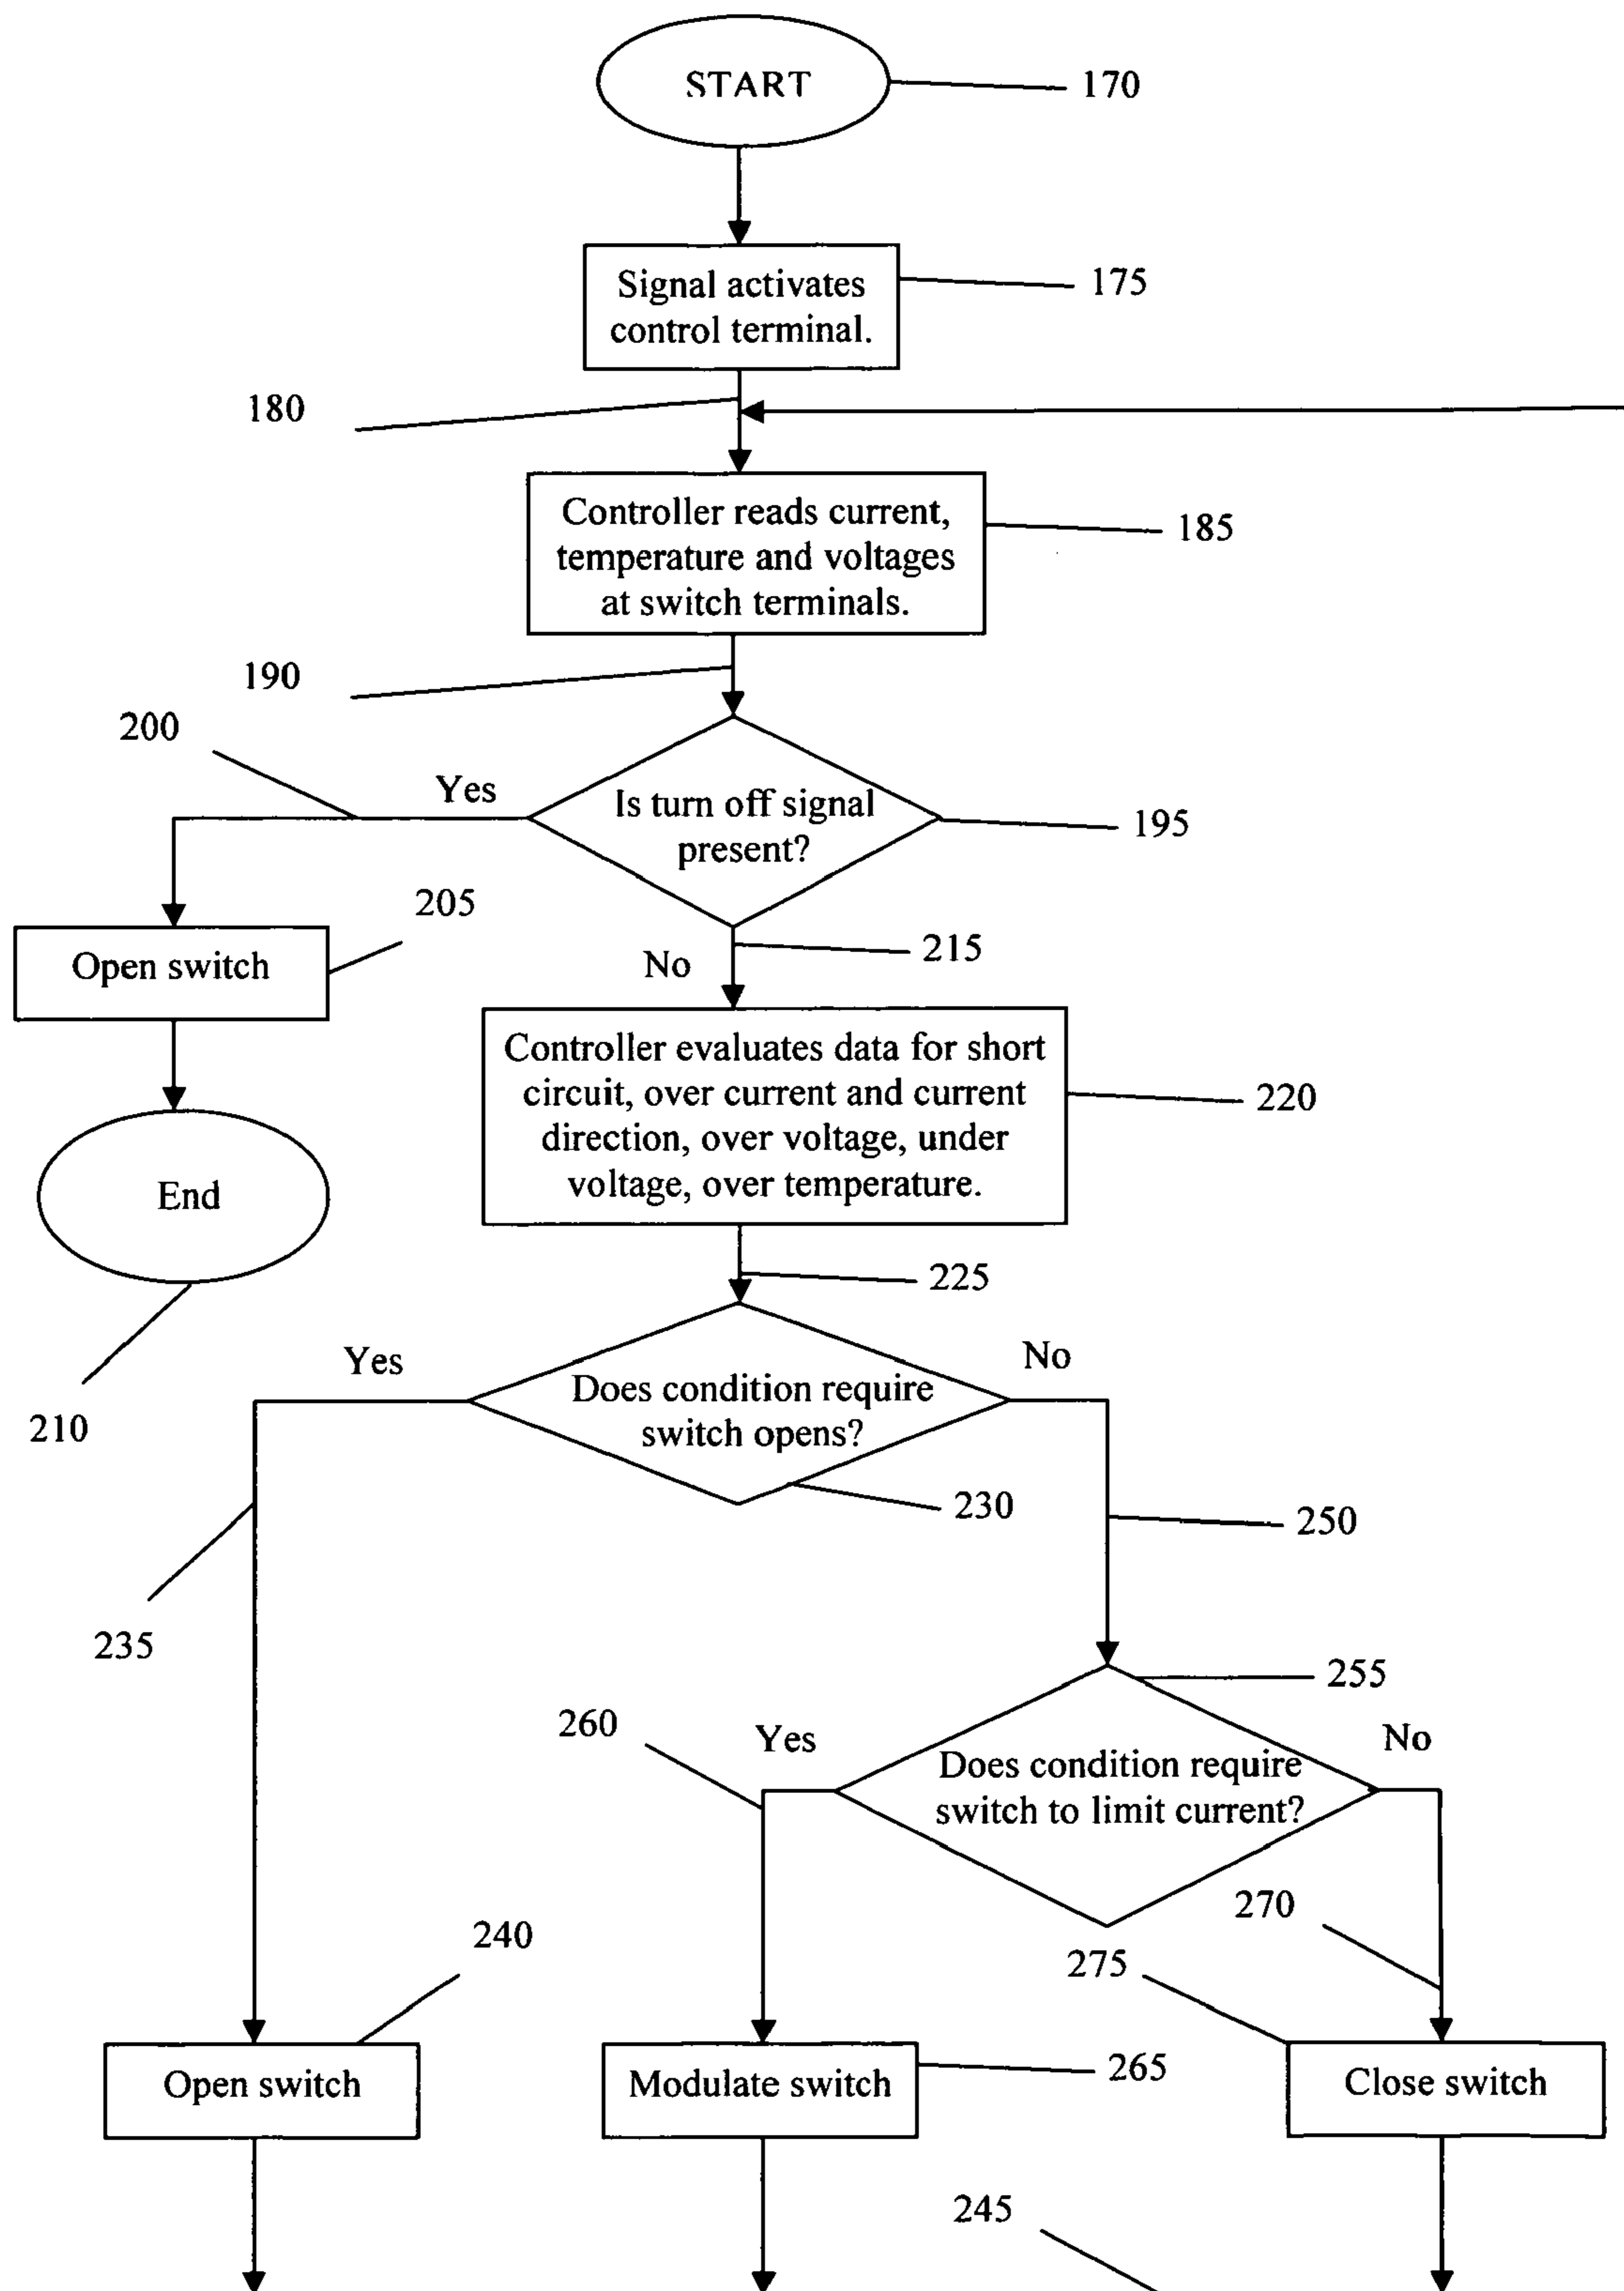 START
170
Signal activates
control terminal.
175
180
Controller reads current,
temperature and voltages
at switch terminals.
185
190
200
Yes
Is turn off signal
present?
195
205
Open switch
215
No
Controller evaluates data for short
circuit, over current and current
direction, over voltage, under
voltage, over temperature.
220
End
225
210
Yes
No
Does condition require
switch opens?
230
250
235
255
260
Yes
No
Does condition require
switch to limit current?
270
240
275
Open switch
Modulate switch
265
Close switch
245